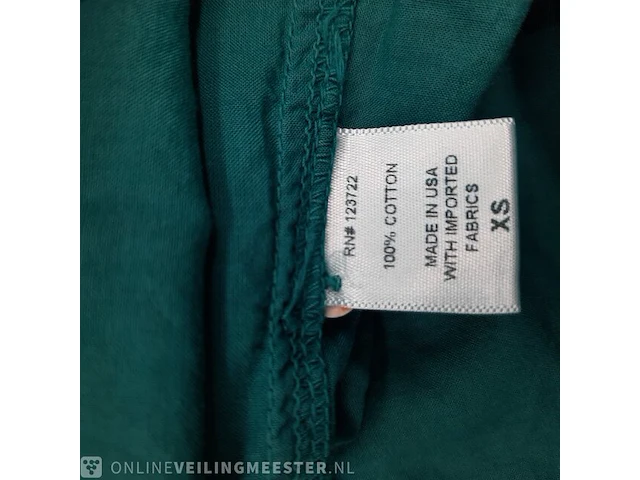 RN# 123722
100% COTTON
MADE IN USA
WITH IMPORTED
FABRICS
XS
ONLINEVEILINGMEESTER.NL